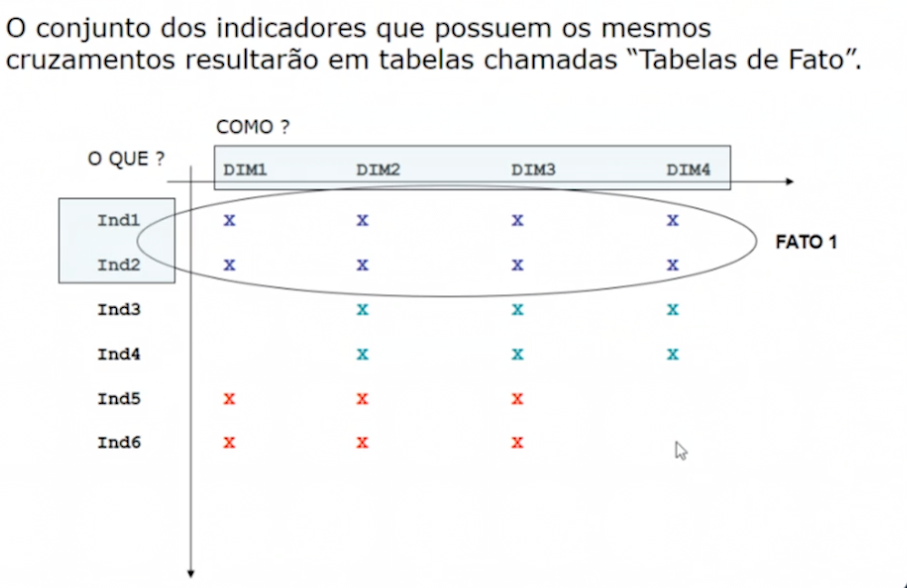 O conjunto dos indicadores que possuem os mesmos
cruzamentos resultarão em tabelas chamadas “Tabelas de Fato”.
COMO ?
O QUE ?
DIM1 DIM2 DIM3 DIM4
Ind1 X X X X
FATO 1
Ind2 X X X X
Ind3 X X X
Ind4 X X X
Ind5 X X X
Ind6 X X X